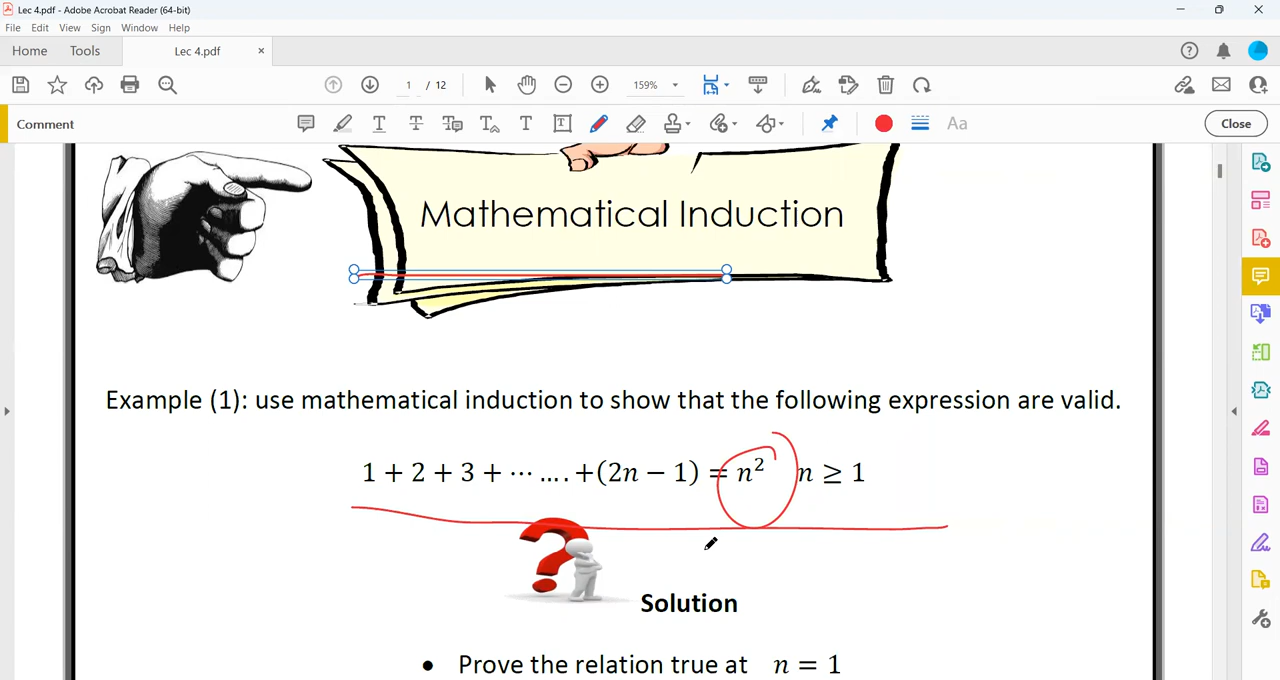 Lec 4.pdf - Adobe Acrobat Reader (64-bit)
File Edit View Sign Window Help
Home Tools Lec 4.pdf ×
1 / 12 159%
Comment Aa Close
Mathematical Induction
Example (1): use mathematical induction to show that the following expression are valid.
1 + 2 + 3 + ⋯ … . +(2n − 1) = n² n ≥ 1
?
Solution
• Prove the relation true at n = 1